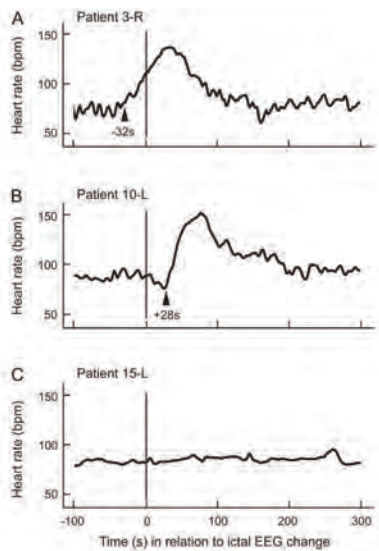 A
Patient 3-R
Heart rate (bpm)
150
100
50
-32s
B
Patient 10-L
Heart rate (bpm)
150
100
50
+28s
C
Patient 15-L
Heart rate (bpm)
150
100
50
-100 0 100 200 300
Time (s) in relation to ictal EEG change